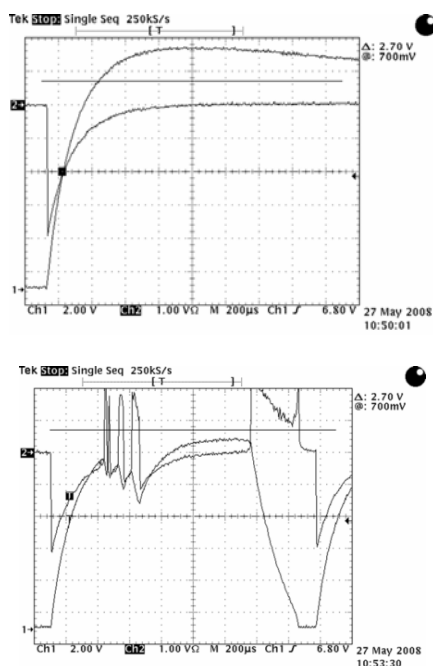 Tek Stop: Single Seq 250kS/s
[ T ]
Δ: 2.70 V
@: 700mV
2
1
Ch1 2.00 V Ch2 1.00 VΩ M 200µs Ch1 6.80 V
27 May 2008
10:50:01
Tek Stop: Single Seq 250kS/s
[ T ]
Δ: 2.70 V
@: 700mV
2
T
1
Ch1 2.00 V Ch2 1.00 VΩ M 200µs Ch1 6.80 V
27 May 2008
10:53:30